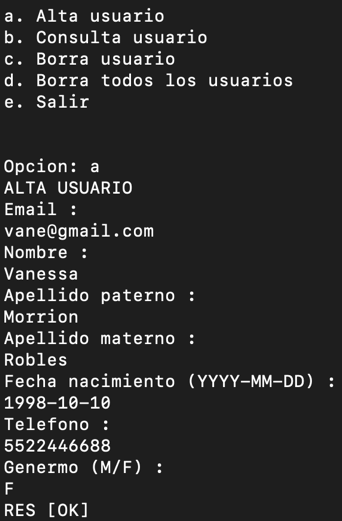 a. Alta usuario
b. Consulta usuario
c. Borra usuario
d. Borra todos los usuarios
e. Salir
Opcion: a
ALTA USUARIO
Email :
vane@gmail.com
Nombre :
Vanessa
Apellido paterno :
Morrion
Apellido materno :
Robles
Fecha nacimiento (YYYY-MM-DD) :
1998-10-10
Telefono :
5522446688
Genermo (M/F) :
F
RES [OK]